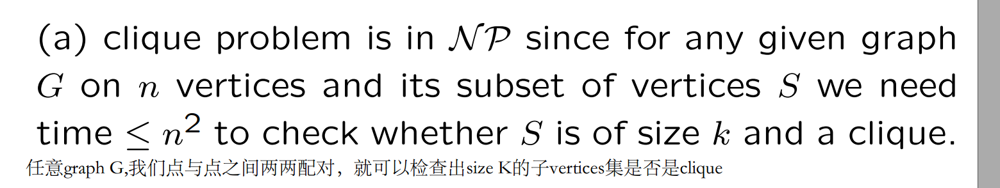 (a) clique problem is in 𝒩𝒫 since for any given graph
G on n vertices and its subset of vertices S we need
time ≤ n² to check whether S is of size k and a clique.
任意graph G,我们点与点之间两两配对，就可以检查出size K的子vertices集是否是clique